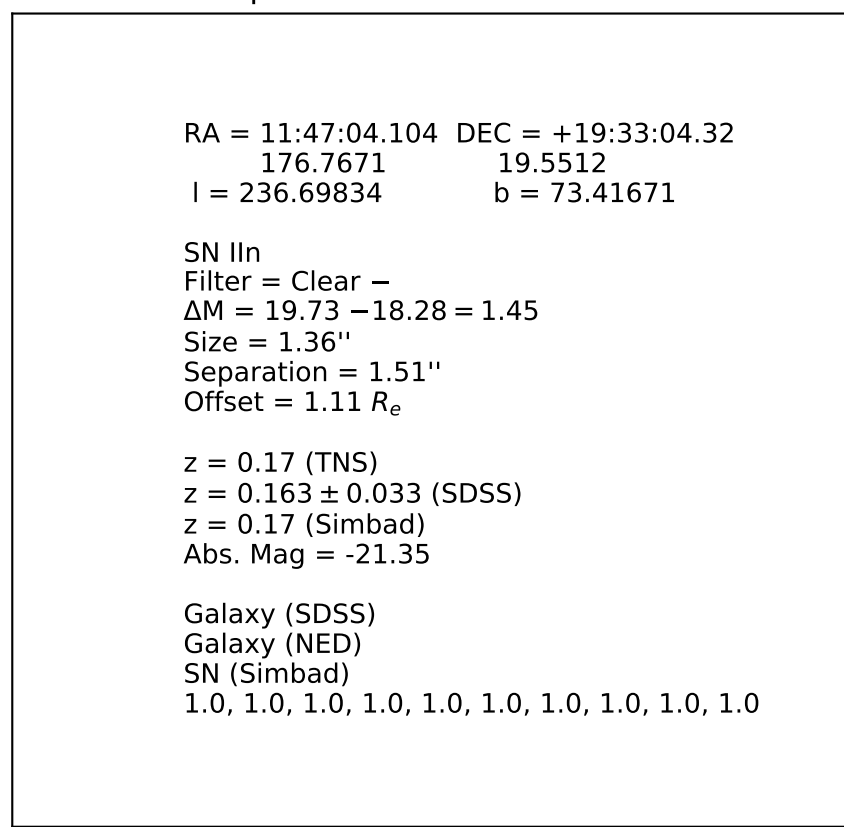 RA = 11:47:04.104 DEC = +19:33:04.32
176.7671 19.5512
l = 236.69834 b = 73.41671
SN IIn
Filter = Clear −
ΔM = 19.73 −18.28 = 1.45
Size = 1.36''
Separation = 1.51''
Offset = 1.11 Rₑ
z = 0.17 (TNS)
z = 0.163 ± 0.033 (SDSS)
z = 0.17 (Simbad)
Abs. Mag = -21.35
Galaxy (SDSS)
Galaxy (NED)
SN (Simbad)
1.0, 1.0, 1.0, 1.0, 1.0, 1.0, 1.0, 1.0, 1.0, 1.0